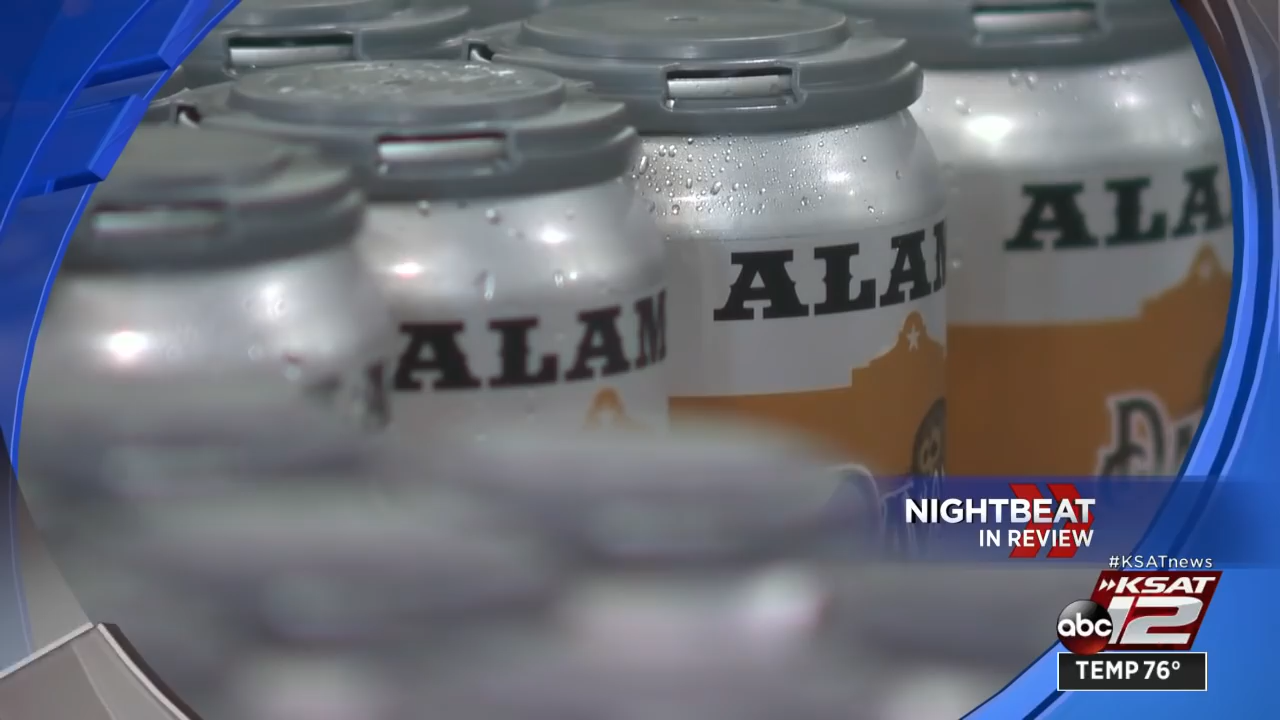 ALA
ALAM
ALAM
NIGHTBEAT
IN REVIEW
#KSATnews
KSAT
abc 12
TEMP 76°